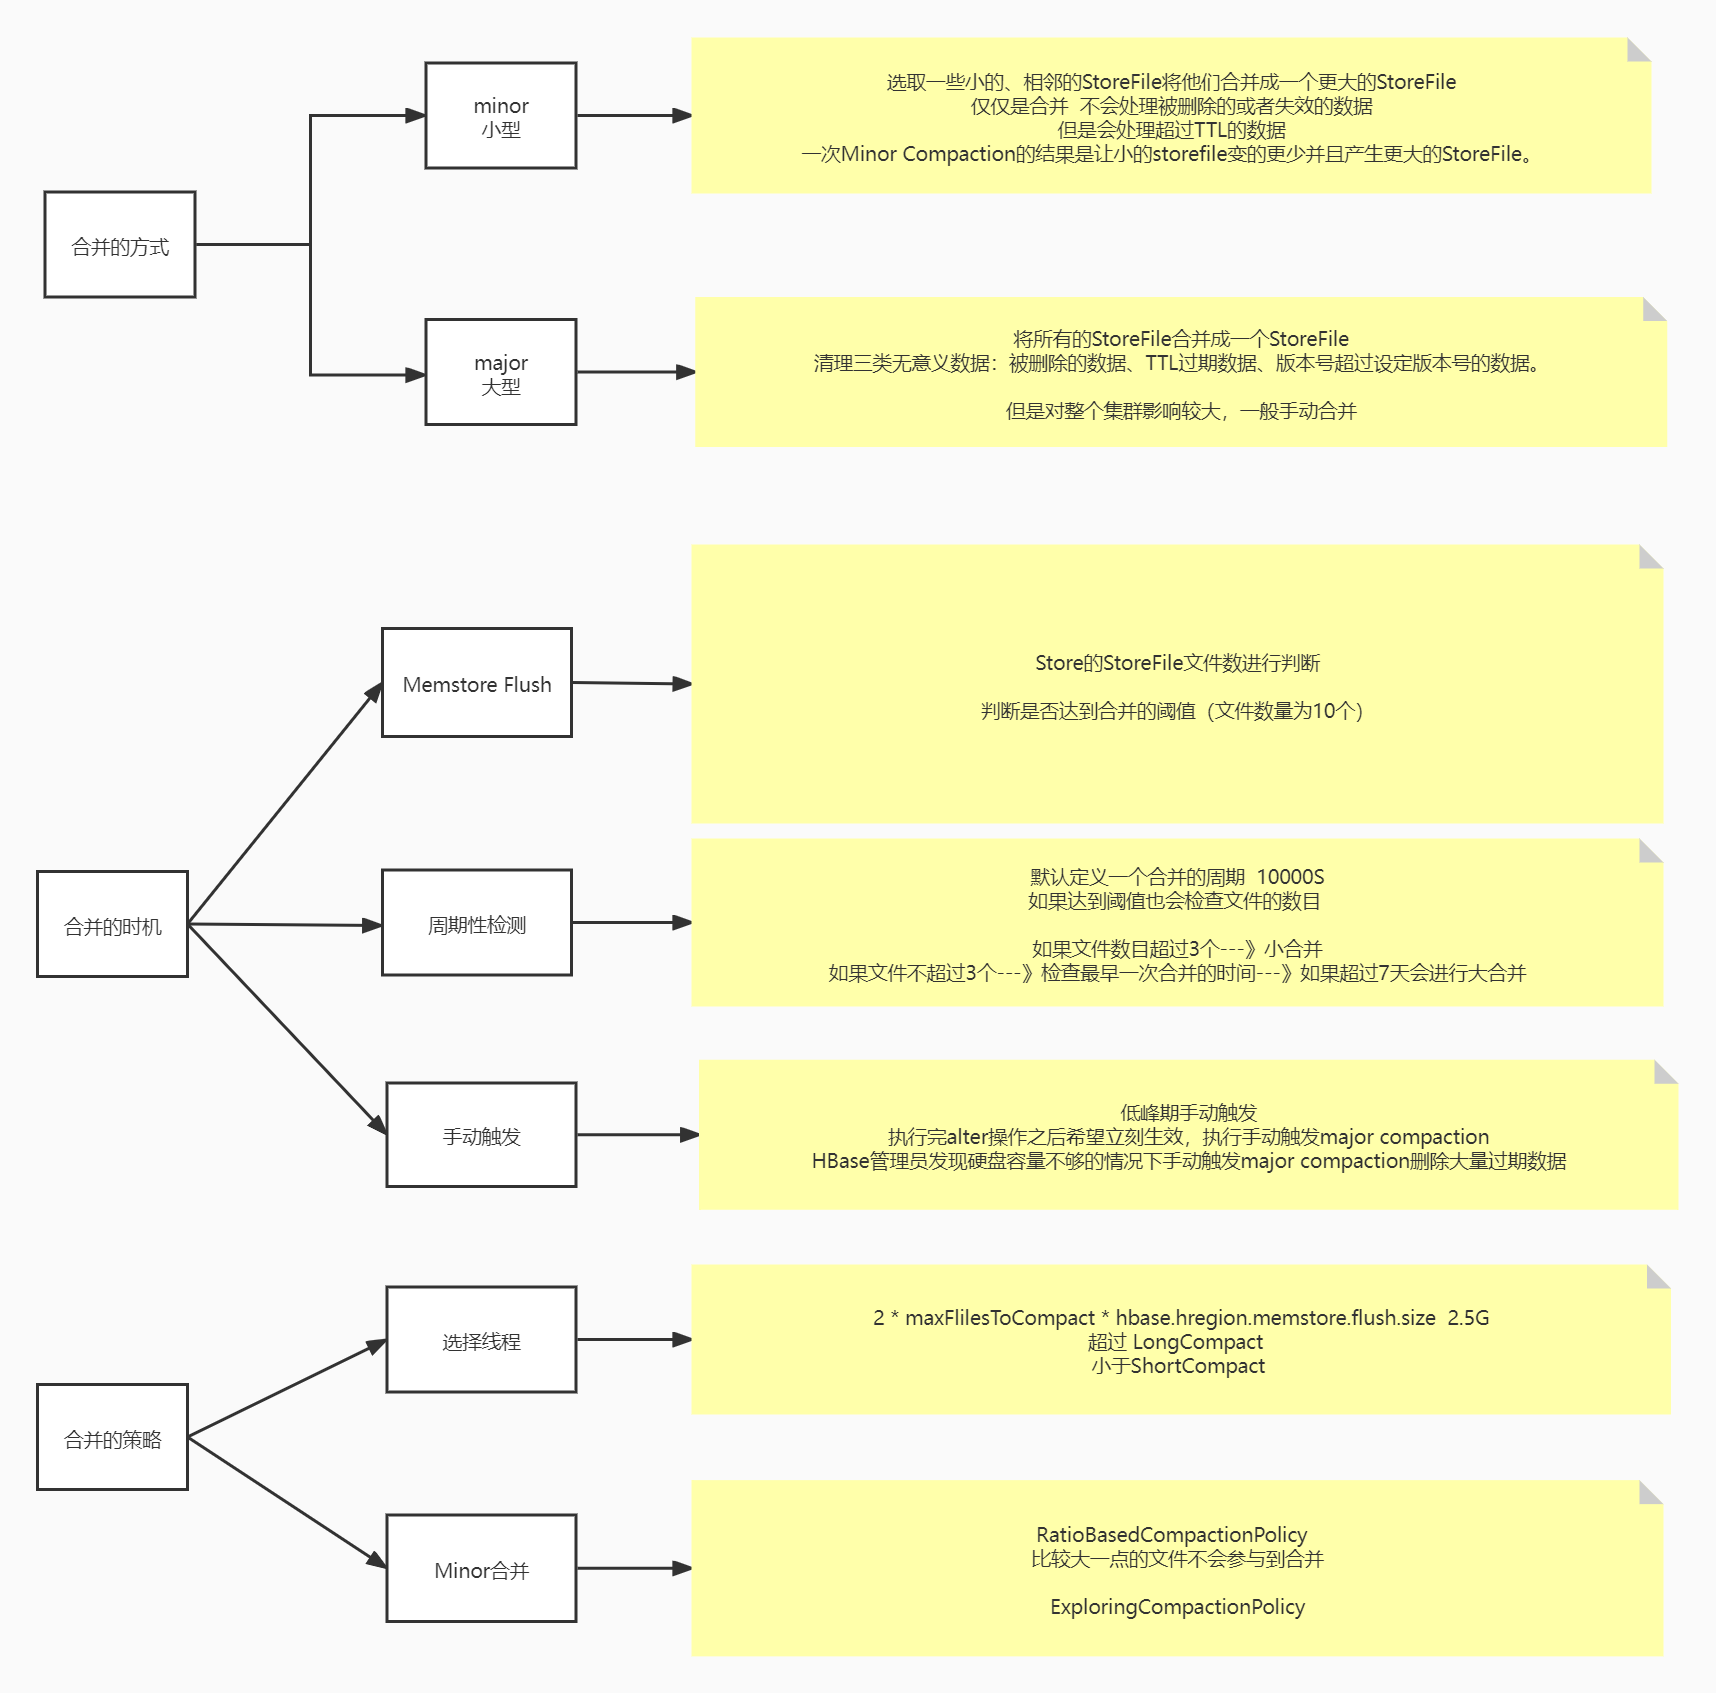 合并的方式
minor
小型
选取一些小的、相邻的StoreFile将他们合并成一个更大的StoreFile
仅仅是合并  不会处理被删除的或者失效的数据
但是会处理超过TTL的数据
一次Minor Compaction的结果是让小的storefile变的更少并且产生更大的StoreFile。
major
大型
将所有的StoreFile合并成一个StoreFile
清理三类无意义数据：被删除的数据、TTL过期数据、版本号超过设定版本号的数据。
但是对整个集群影响较大，一般手动合并
合并的时机
Memstore Flush
Store的StoreFile文件数进行判断
判断是否达到合并的阈值（文件数量为10个）
周期性检测
默认定义一个合并的周期  10000S
如果达到阈值也会检查文件的数目
如果文件数目超过3个---》小合并
如果文件不超过3个---》检查最早一次合并的时间---》如果超过7天会进行大合并
手动触发
低峰期手动触发
执行完alter操作之后希望立刻生效，执行手动触发major compaction
HBase管理员发现硬盘容量不够的情况下手动触发major compaction删除大量过期数据
合并的策略
选择线程
2 * maxFlilesToCompact * hbase.hregion.memstore.flush.size  2.5G
超过 LongCompact
小于ShortCompact
Minor合并
RatioBasedCompactionPolicy
比较大一点的文件不会参与到合并
ExploringCompactionPolicy